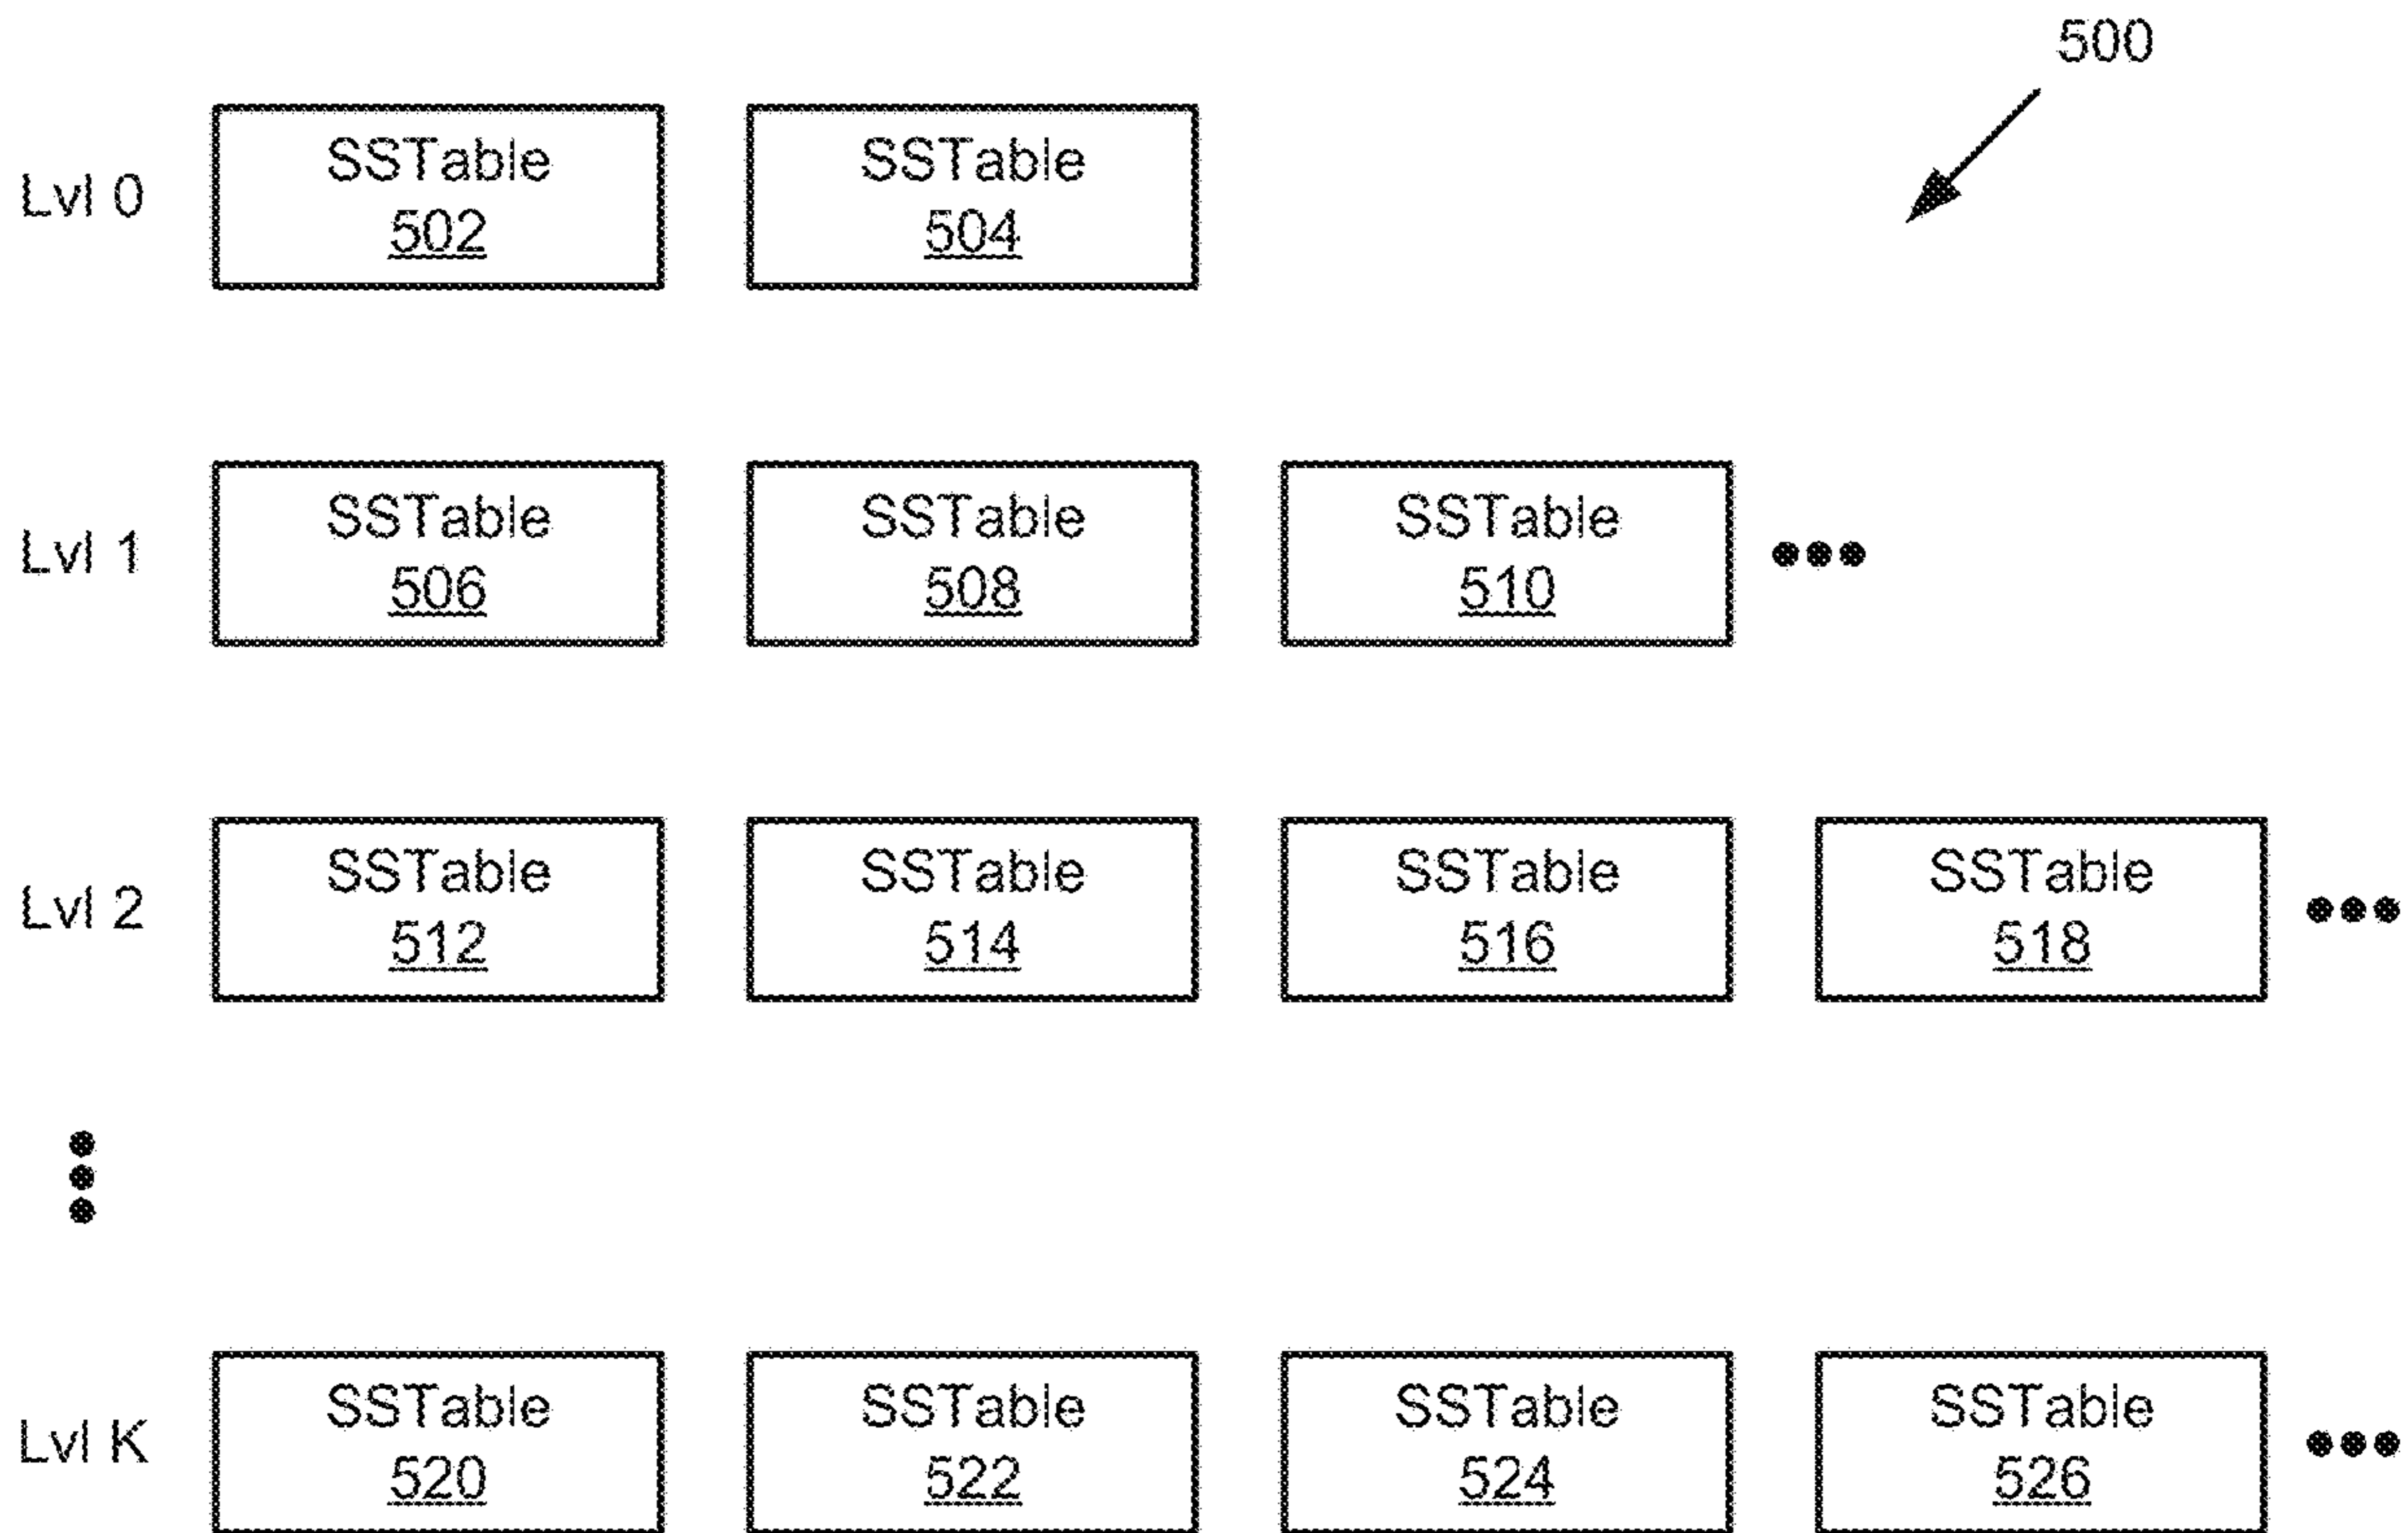 500
Lvl 0
SSTable
502
SSTable
504
Lvl 1
SSTable
506
SSTable
508
SSTable
510
Lvl 2
SSTable
512
SSTable
514
SSTable
516
SSTable
518
Lvl K
SSTable
520
SSTable
522
SSTable
524
SSTable
526